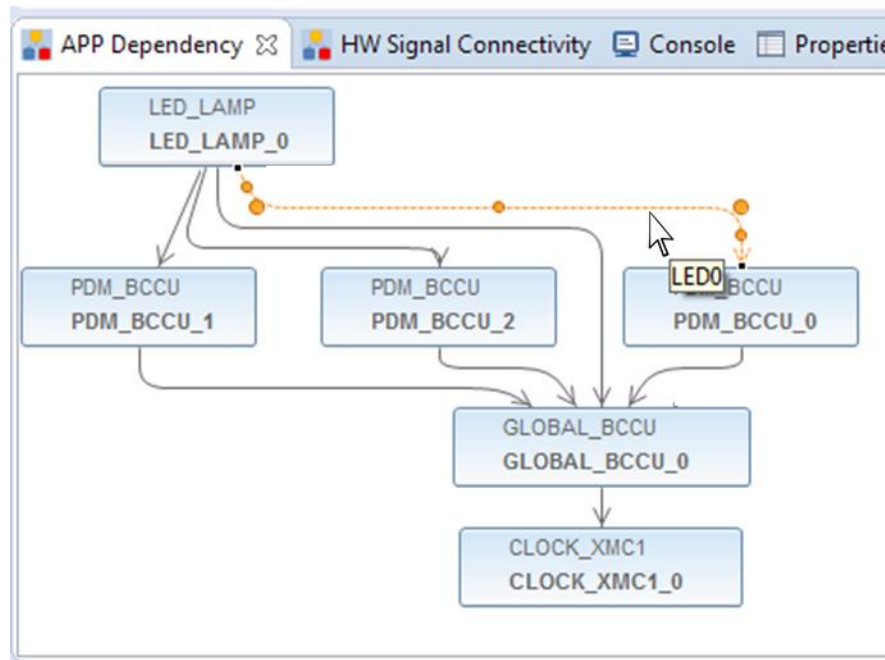 APP Dependency HW Signal Connectivity Console Propertie
LED_LAMP
LED_LAMP_0
LED0
PDM_BCCU
PDM_BCCU_1
PDM_BCCU
PDM_BCCU_2
BCCU
PDM_BCCU_0
GLOBAL_BCCU
GLOBAL_BCCU_0
CLOCK_XMC1
CLOCK_XMC1_0